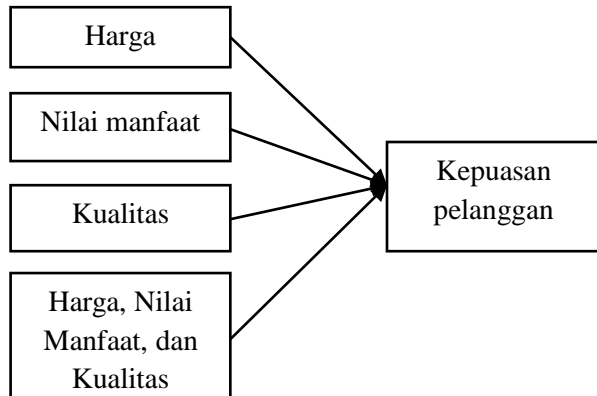 Harga
Nilai manfaat
Kualitas
Harga, Nilai
Manfaat, dan
Kualitas
Kepuasan
pelanggan